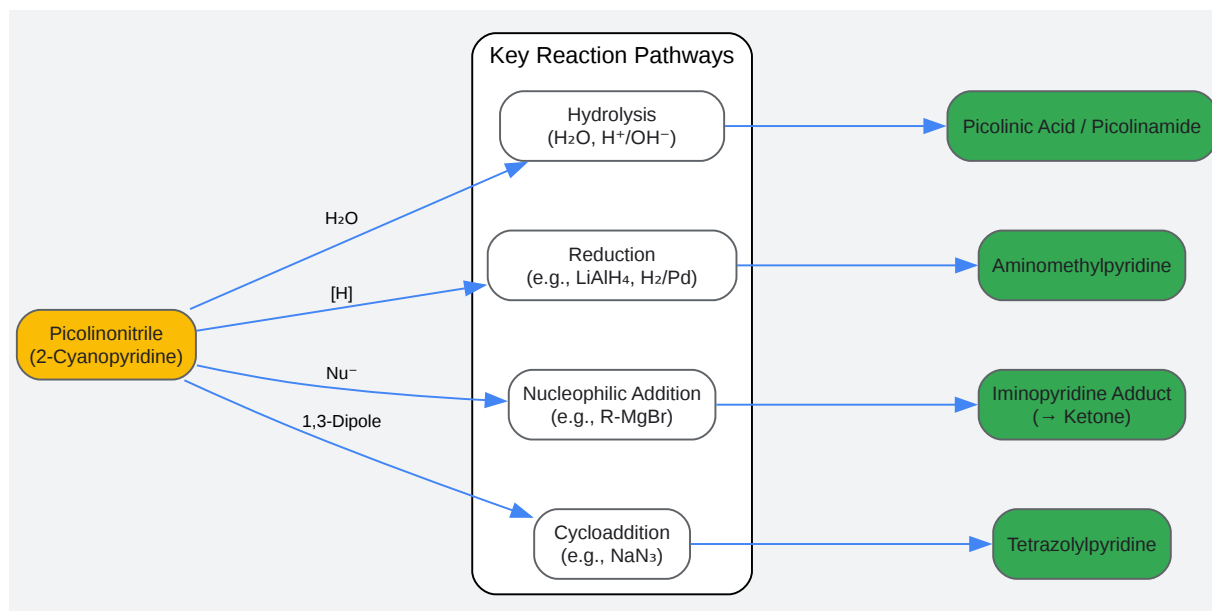 Key Reaction Pathways
Picolinonitrile
(2-Cyanopyridine)
H₂O
Hydrolysis
(H₂O, H⁺/OH⁻)
Picolinic Acid / Picolinamide
[H]
Reduction
(e.g., LiAlH₄, H₂/Pd)
Aminomethylpyridine
Nu⁻
Nucleophilic Addition
(e.g., R-MgBr)
Iminopyridine Adduct
(→ Ketone)
1,3-Dipole
Cycloaddition
(e.g., NaN₃)
Tetrazolylpyridine